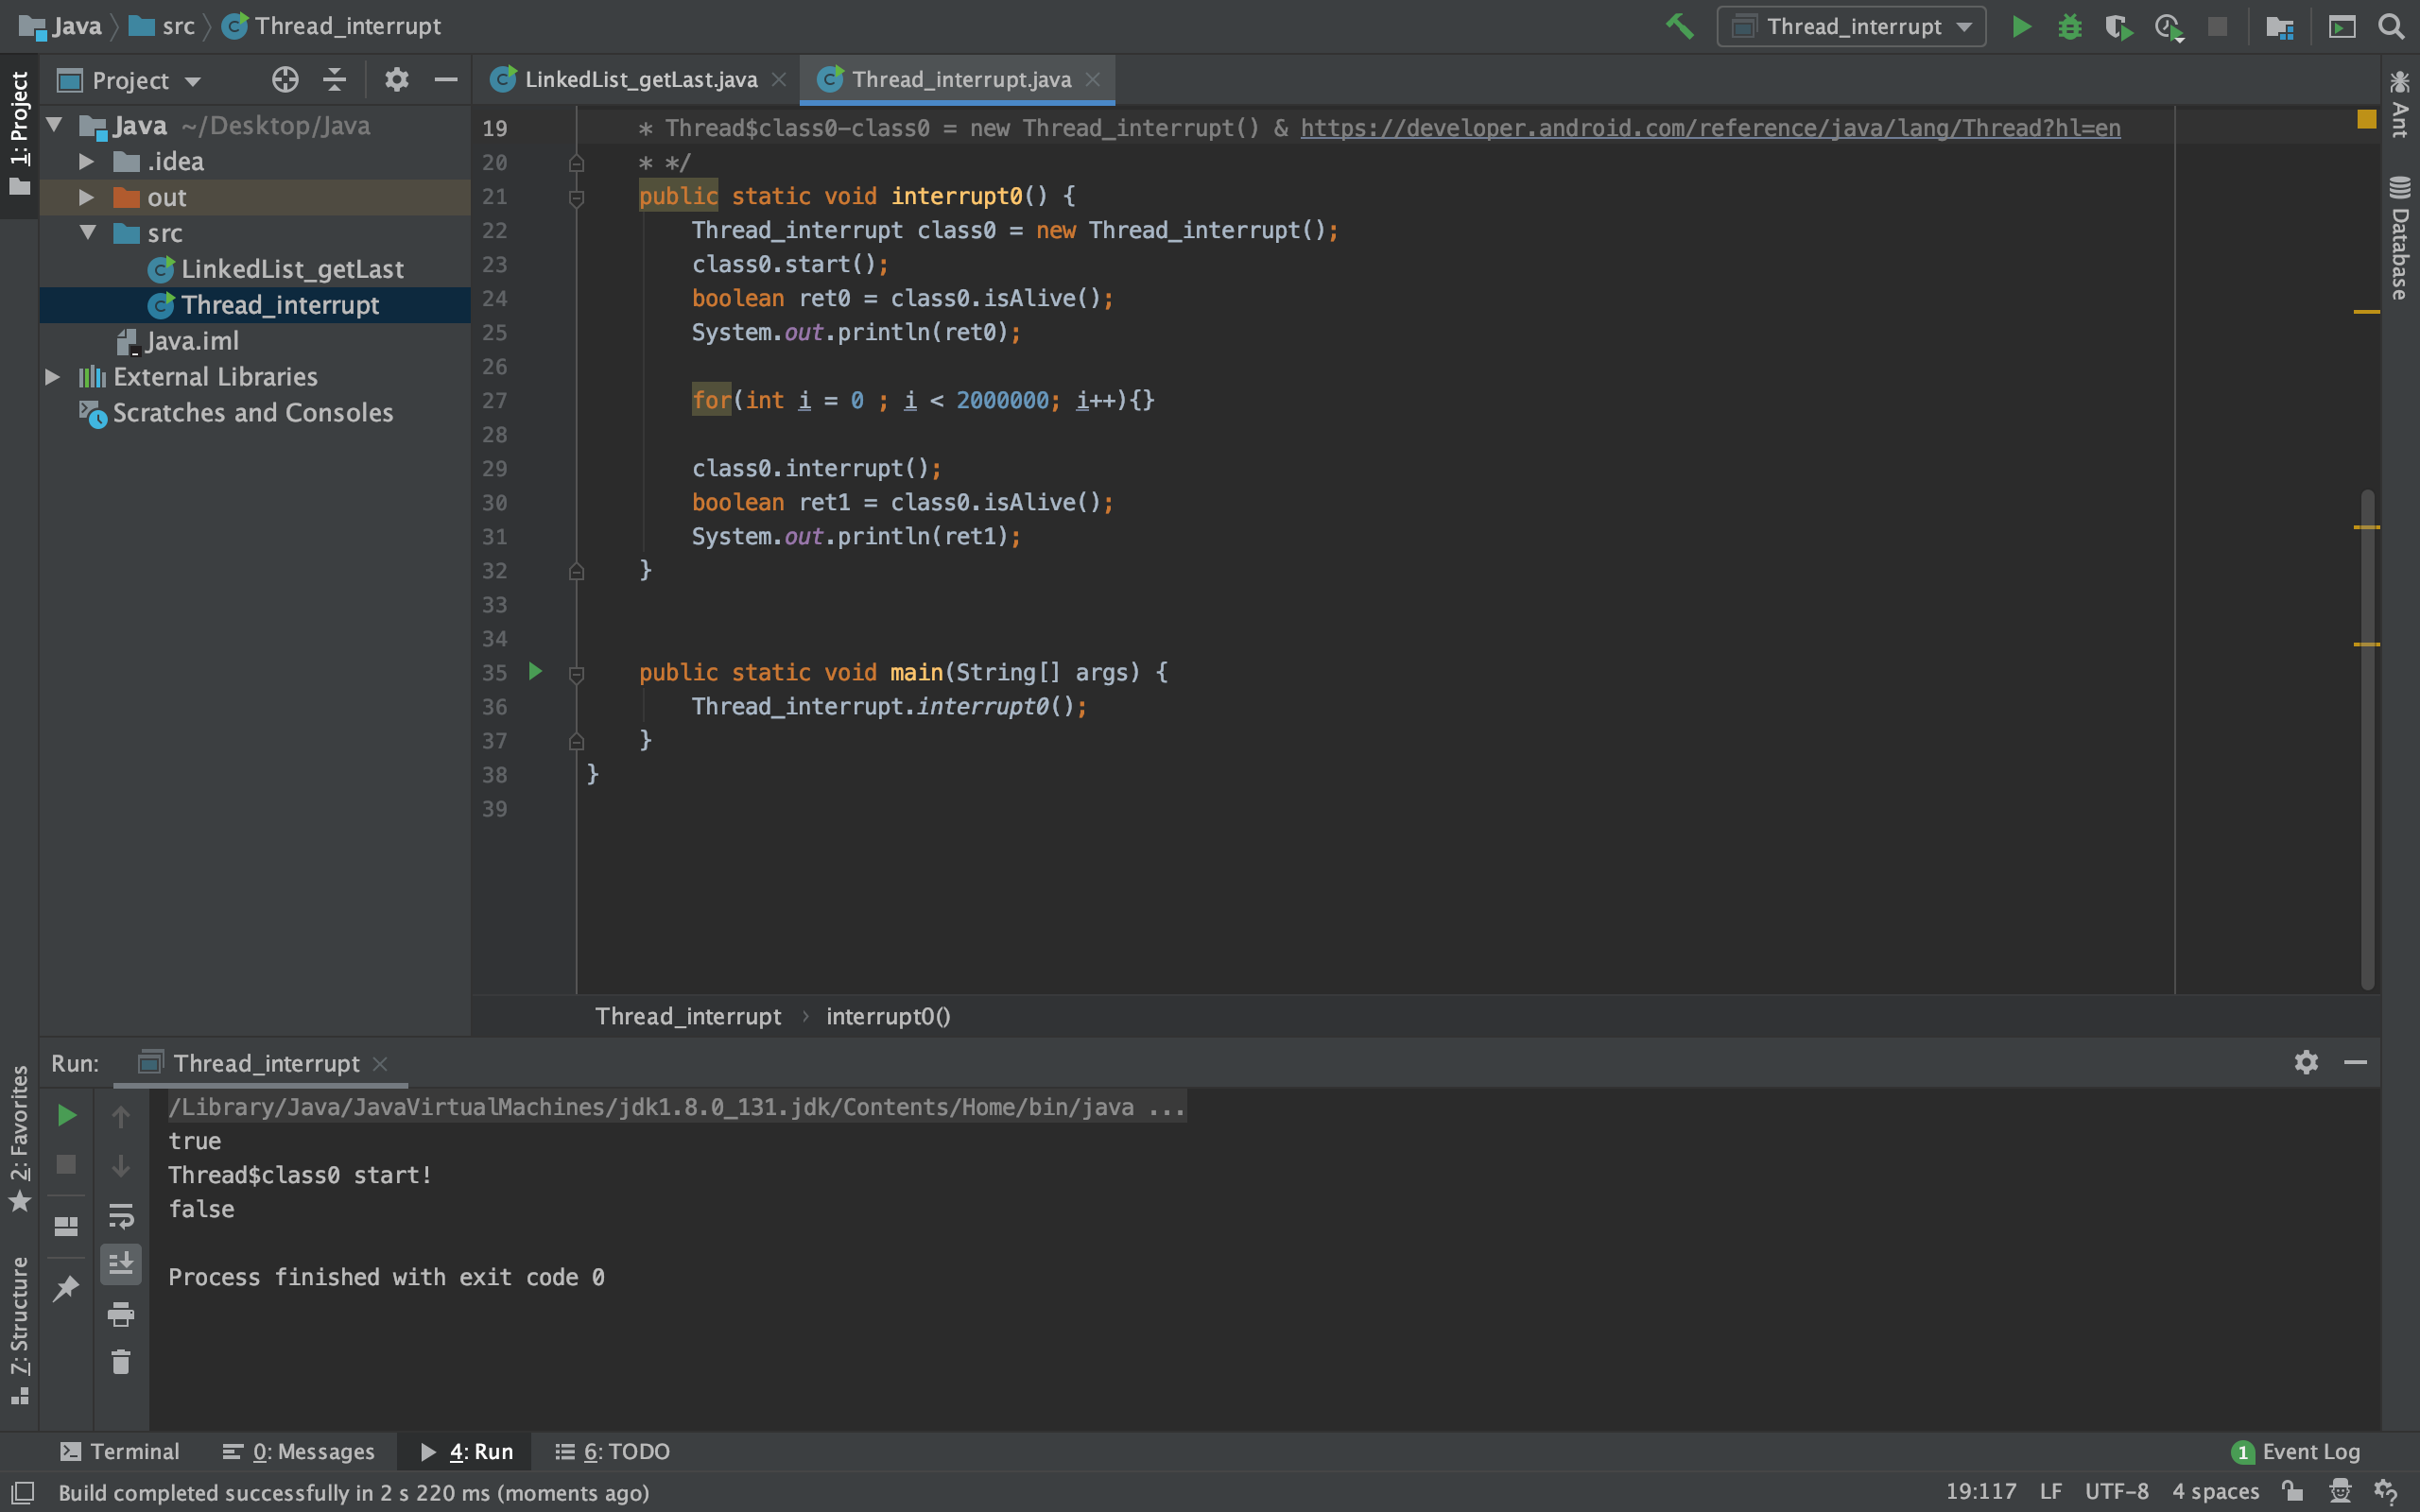 Java src Thread_interrupt
Thread_interrupt
1: Project
Project
LinkedList_getLast.java
Thread_interrupt.java
Java ~/Desktop/Java
.idea
out
src
LinkedList_getLast
Thread_interrupt
Java.iml
External Libraries
Scratches and Consoles
19 * Thread$class0-class0 = new Thread_interrupt() & https://developer.android.com/reference/java/lang/Thread?hl=en
20 * */
21 public static void interrupt0() {
22 Thread_interrupt class0 = new Thread_interrupt();
23 class0.start();
24 boolean ret0 = class0.isAlive();
25 System.out.println(ret0);
26
27 for(int i = 0 ; i < 2000000; i++){}
28
29 class0.interrupt();
30 boolean ret1 = class0.isAlive();
31 System.out.println(ret1);
32 }
33
34
35 public static void main(String[] args) {
36 Thread_interrupt.interrupt0();
37 }
38 }
39
Thread_interrupt › interrupt0()
Ant
Database
2: Favorites
7: Structure
Run: Thread_interrupt
/Library/Java/JavaVirtualMachines/jdk1.8.0_131.jdk/Contents/Home/bin/java ...
true
Thread$class0 start!
false
Process finished with exit code 0
Terminal 0: Messages 4: Run 6: TODO 1 Event Log
Build completed successfully in 2 s 220 ms (moments ago) 19:117 LF UTF-8 4 spaces